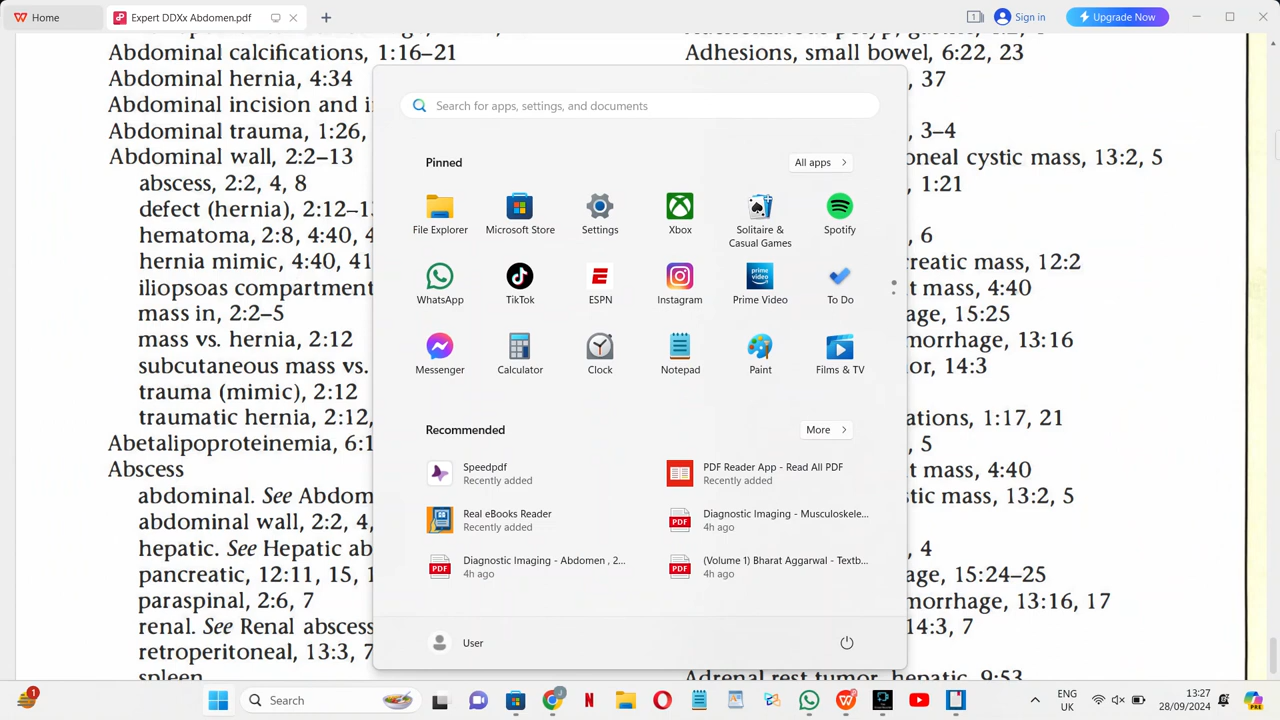 Home
Expert DDXx Abdomen.pdf
1
Sign in
Upgrade Now
Abdominal calcifications, 1:16–21
Abdominal hernia, 4:34
Abdominal incision and in
Abdominal trauma, 1:26,
Abdominal wall, 2:2–13
abscess, 2:2, 4, 8
defect (hernia), 2:12–1
hematoma, 2:8, 4:40, 4
hernia mimic, 4:40, 41
iliopsoas compartment
mass in, 2:2–5
mass vs. hernia, 2:12
subcutaneous mass vs.
trauma (mimic), 2:12
traumatic hernia, 2:12,
Abetalipoproteinemia, 6:1
Abscess
abdominal. See Abdom
abdominal wall, 2:2, 4,
hepatic. See Hepatic ab
pancreatic, 12:11, 15, 1
paraspinal, 2:6, 7
renal. See Renal abscess
retroperitoneal, 13:3, 7
spleen
Search for apps, settings, and documents
Pinned
All apps
File Explorer
Microsoft Store
Settings
Xbox
Solitaire &
Casual Games
Spotify
WhatsApp
TikTok
ESPN
Instagram
prime video
Prime Video
To Do
Messenger
Calculator
Clock
Notepad
Paint
Films & TV
Recommended
More
Speedpdf
Recently added
PDF Reader App - Read All PDF
Recently added
Real eBooks Reader
Recently added
PDF
Diagnostic Imaging - Musculoskele...
4h ago
PDF
Diagnostic Imaging - Abdomen , 2...
4h ago
PDF
(Volume 1) Bharat Aggarwal - Textb...
4h ago
User
Adhesions, small bowel, 6:22, 23
37
, 3–4
oneal cystic mass, 13:2, 5
1:21
, 6
reatic mass, 12:2
t mass, 4:40
age, 15:25
morrhage, 13:16
or, 14:3
ations, 1:17, 21
5
t mass, 4:40
stic mass, 13:2, 5
, 4
age, 15:24–25
morrhage, 13:16, 17
14:3, 7
Adrenal rest tumor, hepatic, 9:53
1
Search
J
PRE
ENG
UK
13:27
28/09/2024